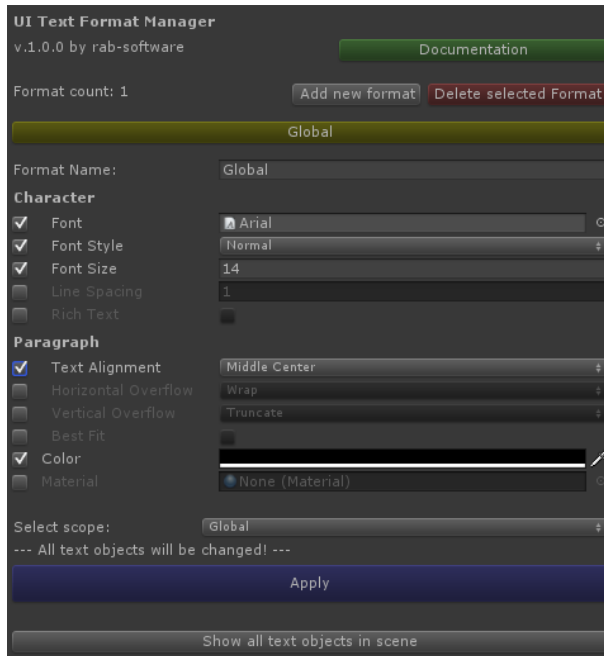 UI Text Format Manager
v.1.0.0 by rab-software
Documentation
Format count: 1
Add new format
Delete selected Format
Global
Format Name: Global
Character
Font Arial
Font Style Normal
Font Size 14
Line Spacing 1
Rich Text
Paragraph
Text Alignment Middle Center
Horizontal Overflow Wrap
Vertical Overflow Truncate
Best Fit
Color
Material None (Material)
Select scope: Global
--- All text objects will be changed! ---
Apply
Show all text objects in scene